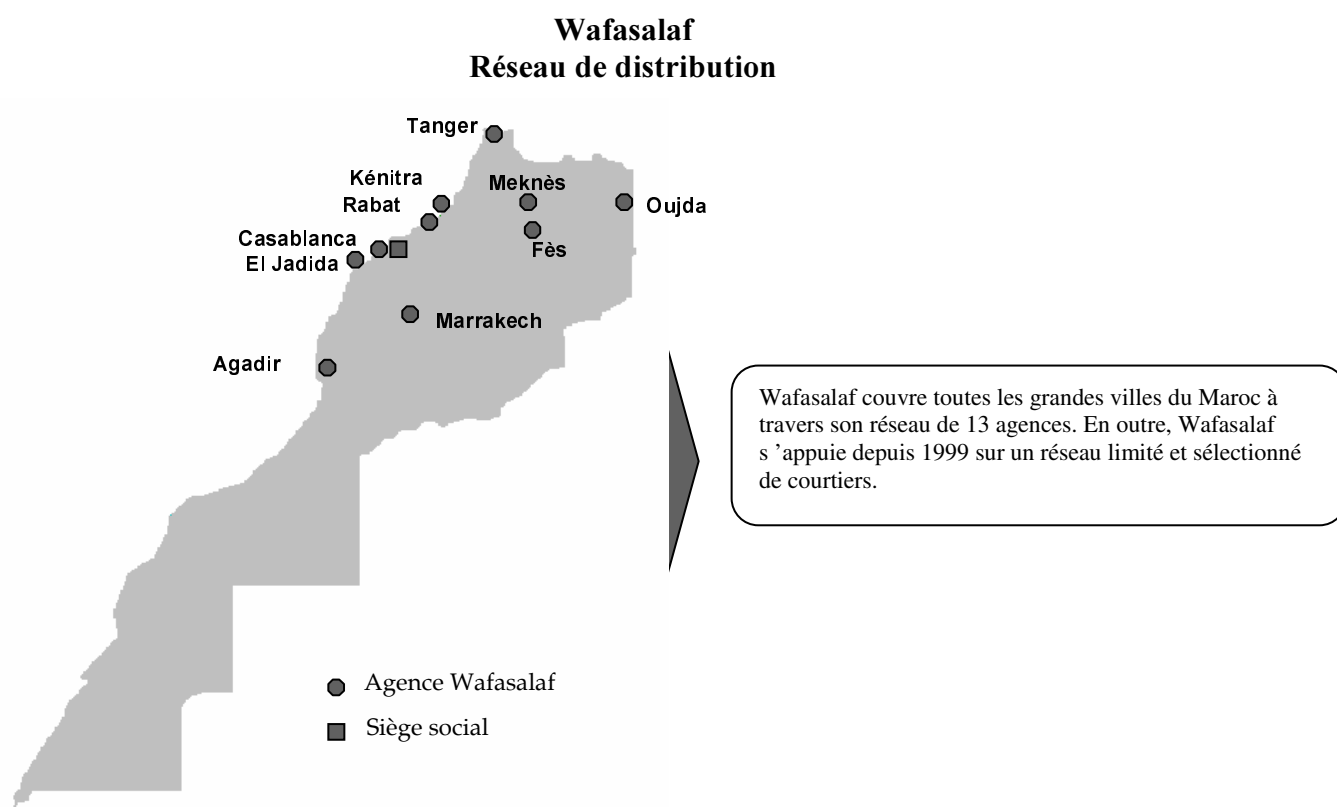 Wafasalaf
Réseau de distribution
Tanger
Kénitra
Meknès
Rabat
Oujda
Casablanca
Fès
El Jadida
Marrakech
Agadir
Wafasalaf couvre toutes les grandes villes du Maroc à
travers son réseau de 13 agences. En outre, Wafasalaf
s ’appuie depuis 1999 sur un réseau limité et sélectionné
de courtiers.
Agence Wafasalaf
Siège social